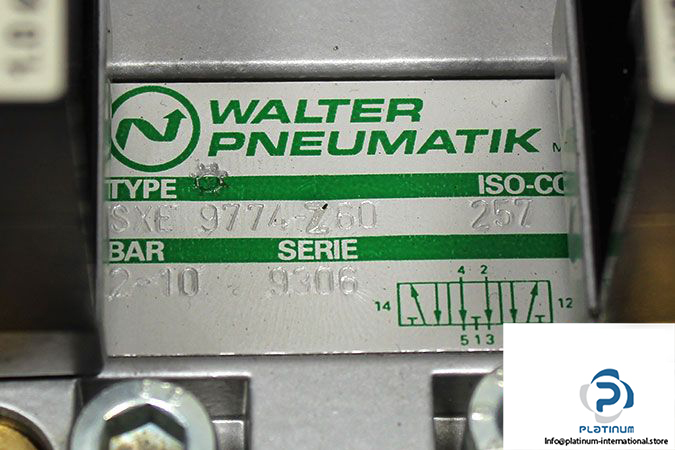 WALTER
PNEUMATIK
TYPE ISO-CO
SXE 9774-Z60 257
BAR SERIE
2-10 9306
4 2
14 12
5 1 3
PLATINUM
Info@platinum-international.store